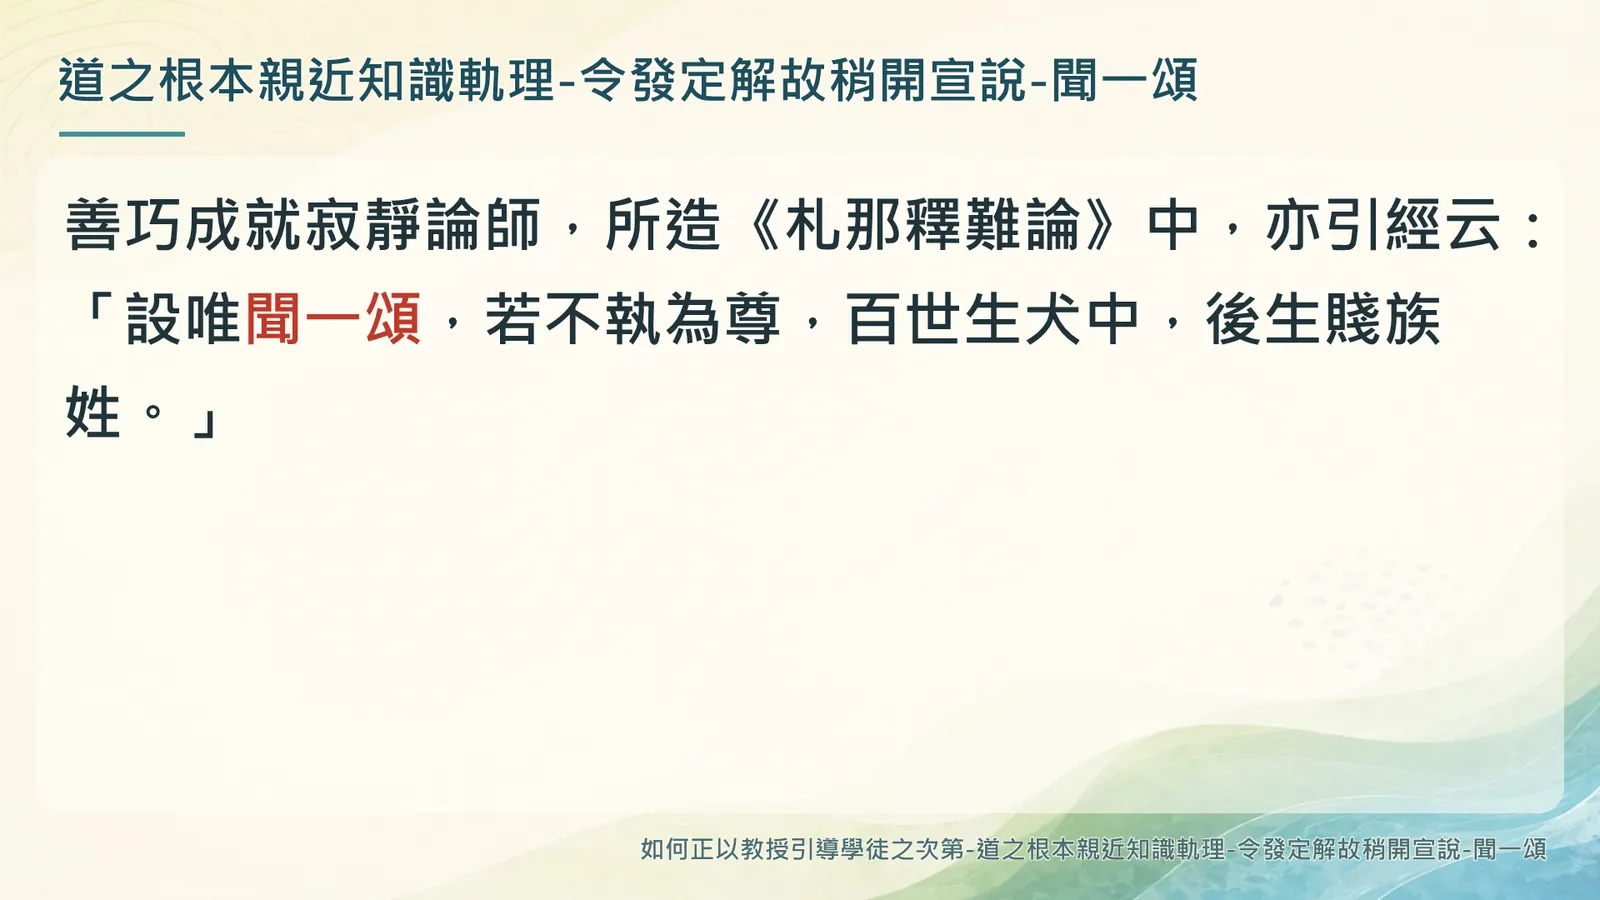 道之根本親近知識軌理-令發定解故稍開宣說-聞一頌
善巧成就寂靜論師，所造《札那釋難論》中，亦引經云：
「設唯聞一頌，若不執為尊，百世生犬中，後生賤族
姓。」
如何正以教授引導學徒之次第-道之根本親近知識軌理-令發定解故稍開宣說-聞一頌